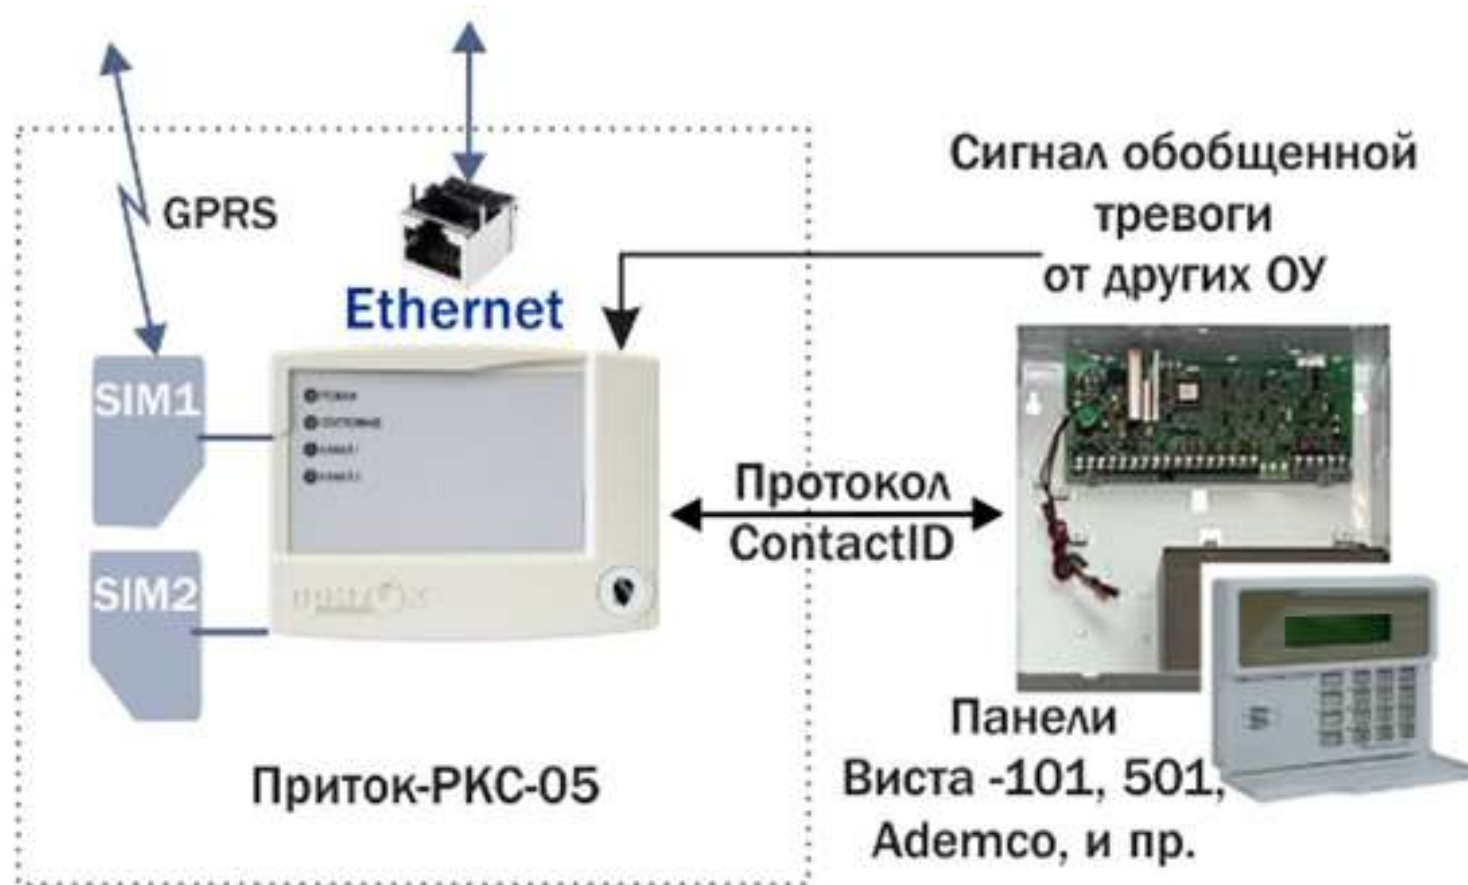 GPRS
Ethernet
Сигнал обобщенной
тревоги
от других ОУ
SIM1
SIM2
Протокол
ContactID
Приток-РКС-05
Панели
Виста -101, 501,
Ademco, и пр.